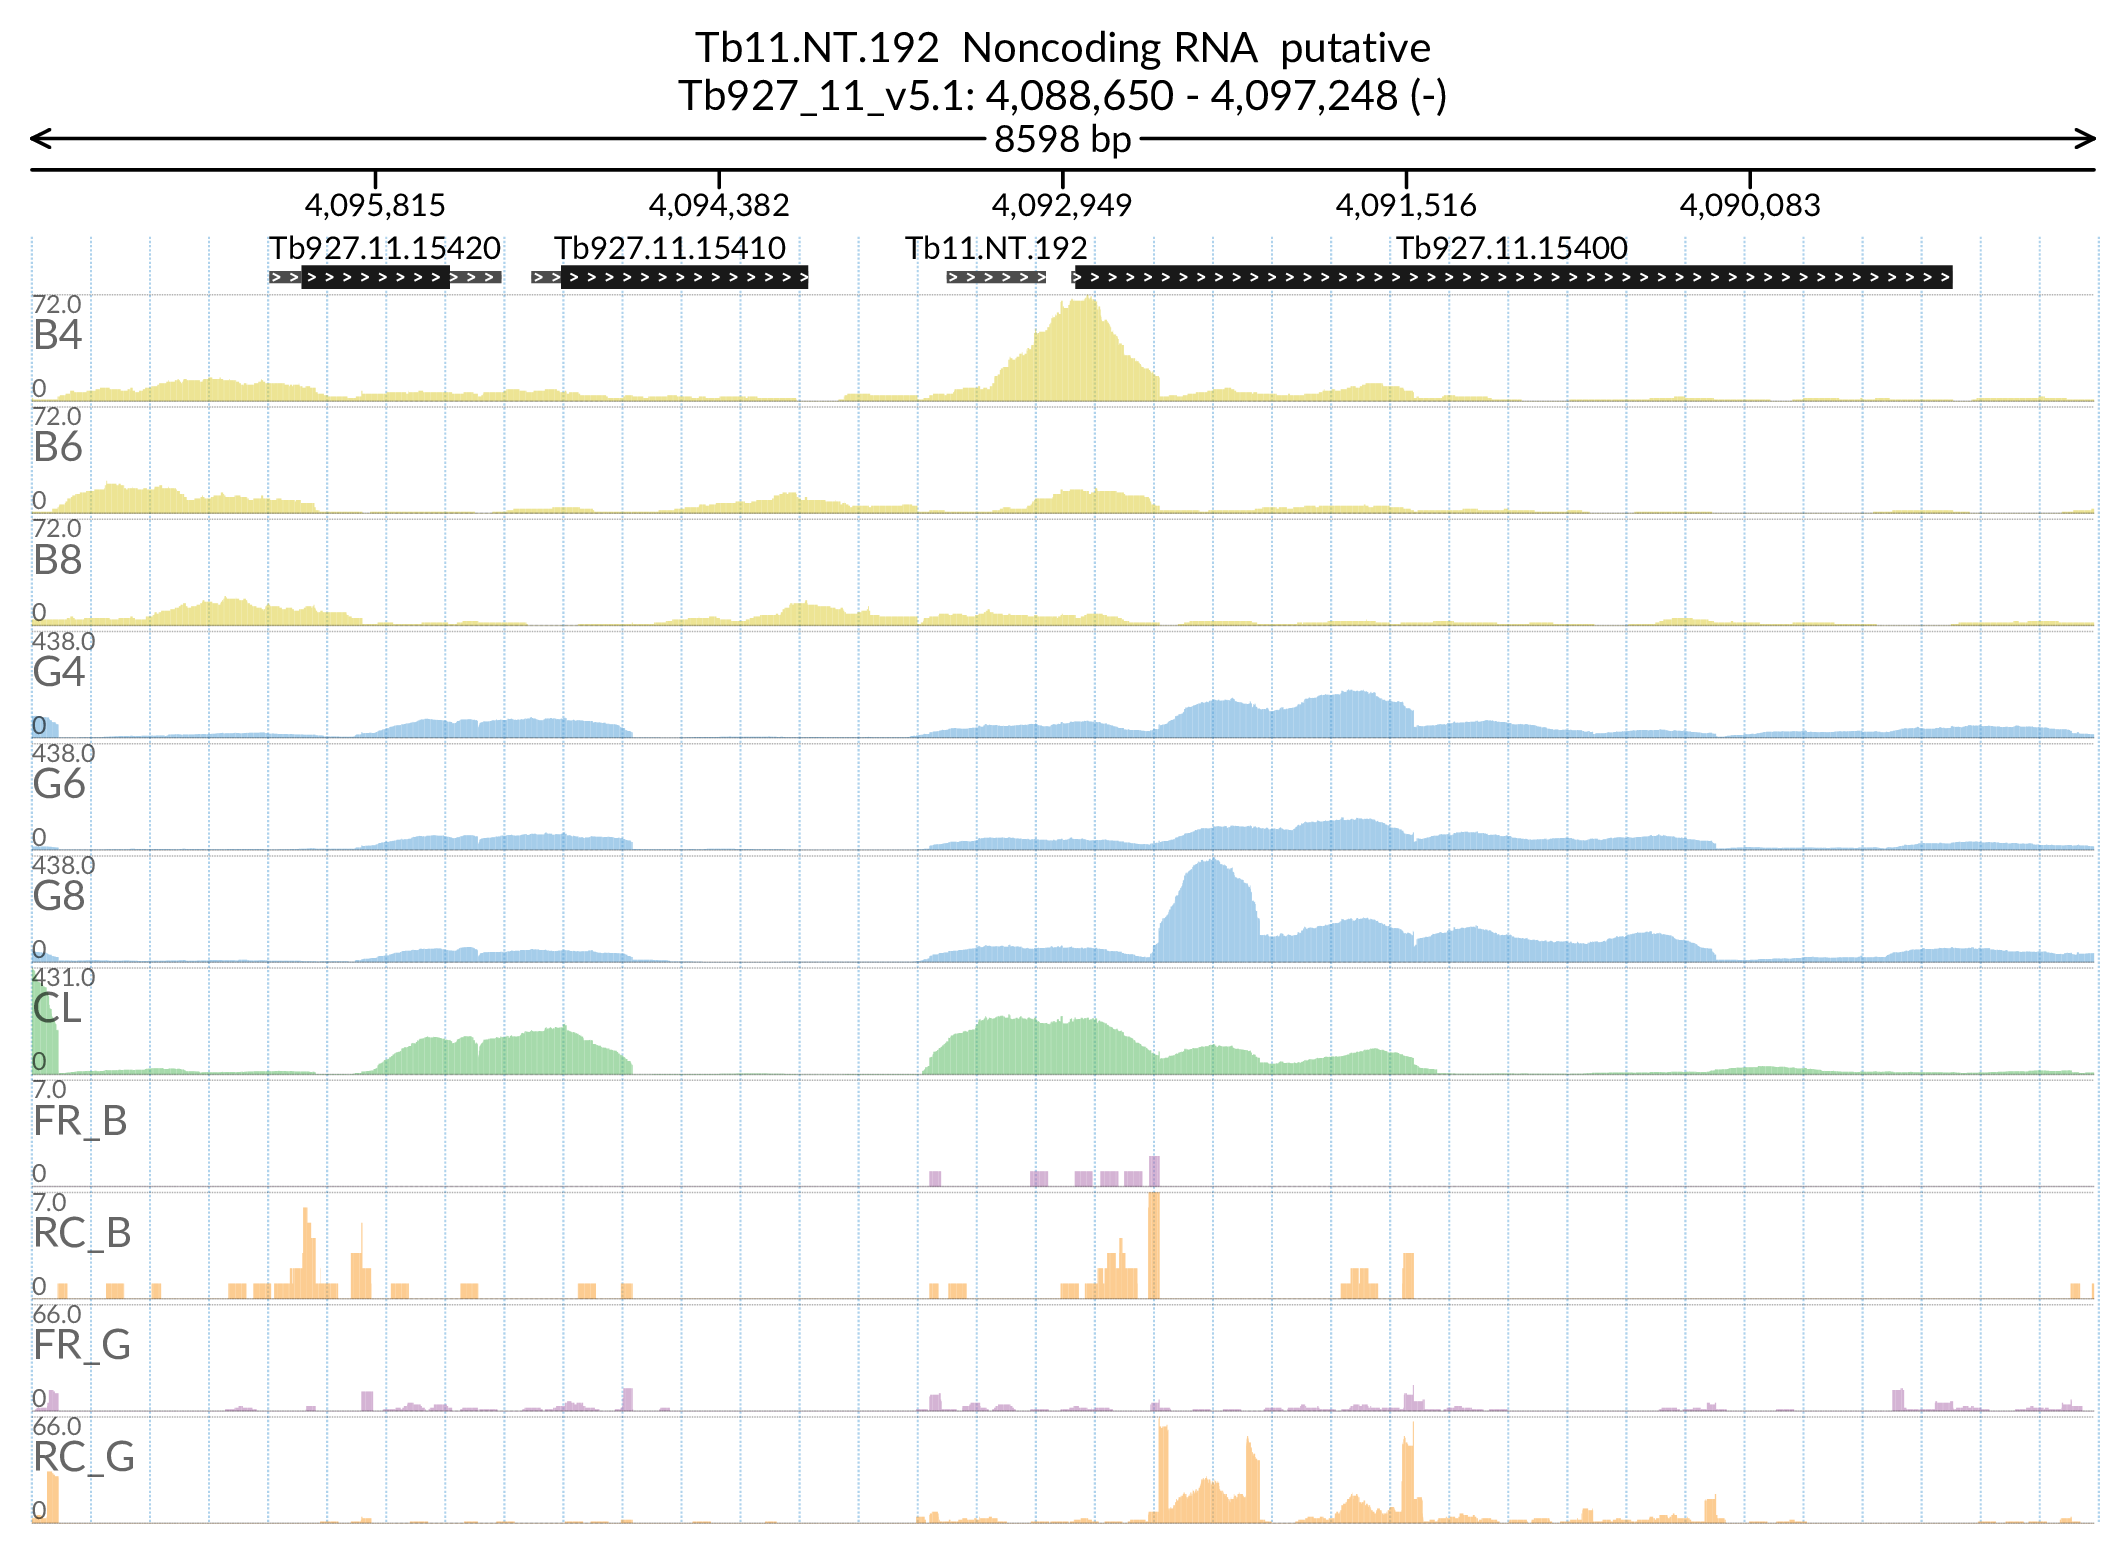 Tb11.NT.192 Noncoding RNA putative
Tb927_11_v5.1: 4,088,650 - 4,097,248 (-)
8598 bp
4,095,815 4,094,382 4,092,949 4,091,516 4,090,083
Tb927.11.15420 Tb927.11.15410 Tb11.NT.192 Tb927.11.15400
72.0
B4
0
72.0
B6
0
72.0
B8
0
438.0
G4
0
438.0
G6
0
438.0
G8
0
431.0
CL
0
7.0
FR_B
0
7.0
RC_B
0
66.0
FR_G
0
66.0
RC_G
0